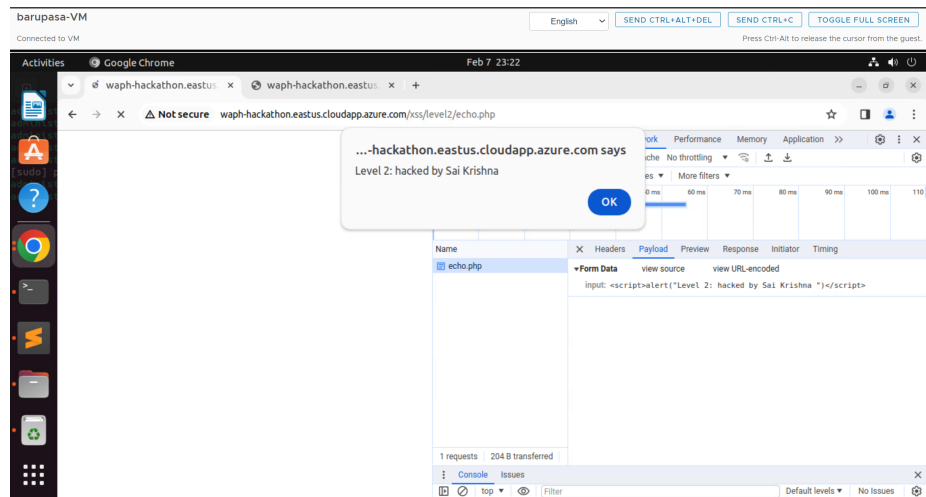 barupasa-VM
English
SEND CTRL+ALT+DEL
SEND CTRL+C
TOGGLE FULL SCREEN
Connected to VM
Press Ctrl-Alt to release the cursor from the guest.
Activities
Google Chrome
Feb 7 23:22
waph-hackathon.eastus
waph-hackathon.eastus
Not secure
waph-hackathon.eastus.cloudapp.azure.com/xss/level2/echo.php
...-hackathon.eastus.cloudapp.azure.com says
Level 2: hacked by Sai Krishna
OK
Performance
Memory
Application
No throttling
More filters
60 ms
70 ms
80 ms
90 ms
100 ms
110
Name
Headers
Payload
Preview
Response
Initiator
Timing
echo.php
Form Data
view source
view URL-encoded
input: <script>alert("Level 2: hacked by Sai Krishna ")</script>
1 requests
204 B transferred
Console
Issues
top
Filter
Default levels
No Issues